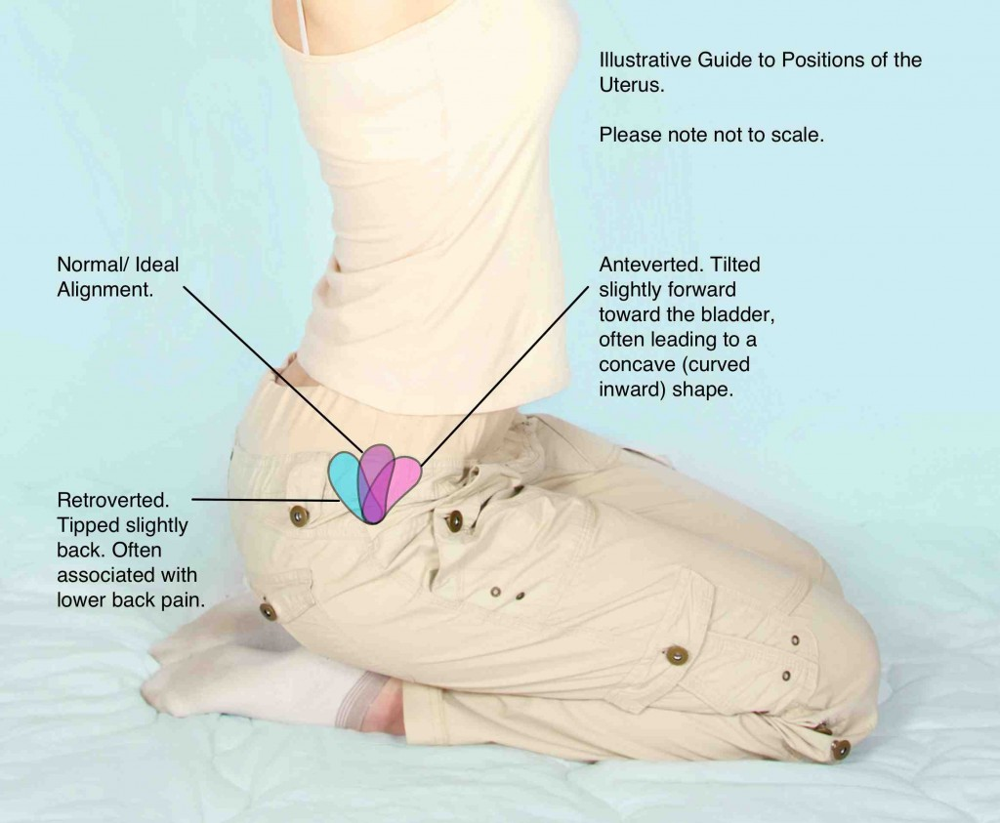 Illustrative Guide to Positions of the
Uterus.
Please note not to scale.
Normal/ Ideal
Alignment.
Anteverted. Tilted
slightly forward
toward the bladder,
often leading to a
concave (curved
inward) shape.
Retroverted.
Tipped slightly
back. Often
associated with
lower back pain.